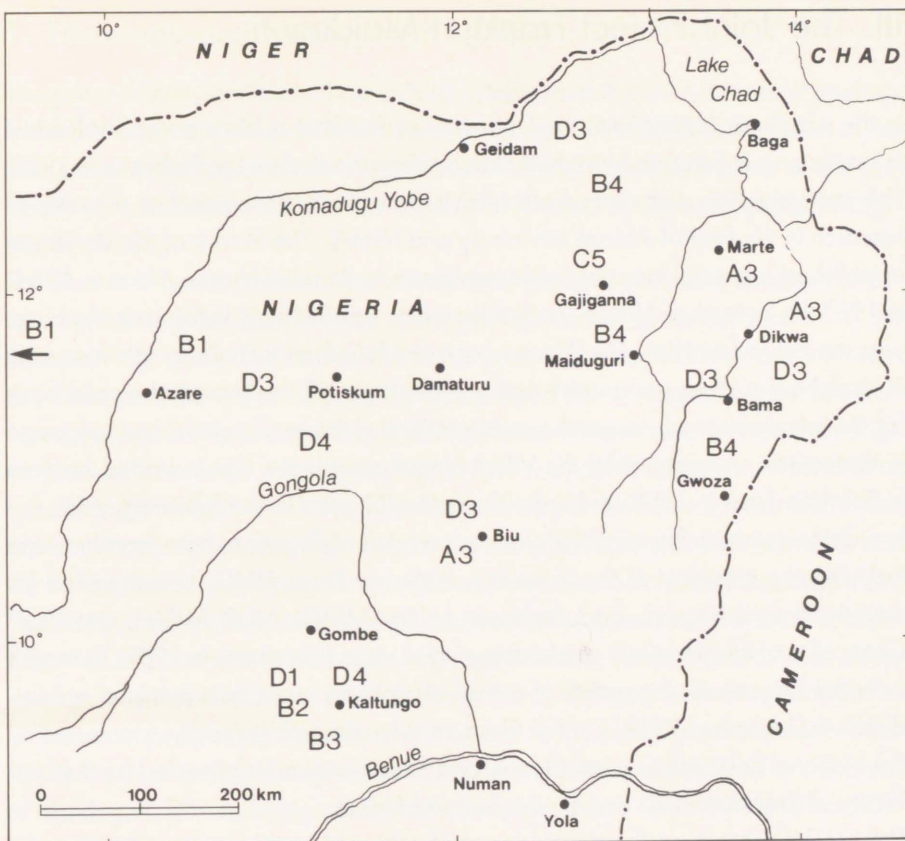 10°
12°
14°
NIGER
CHAD
Lake
Chad
D3
Baga
Geidam
B4
Komadugu Yobe
Marte
C5
A3
12°
NIGERIA
Gajiganna
A3
B1
B1
B4
Dikwa
Maiduguri
D3
Potiskum
Damaturu
D3
D3
Azare
Bama
D4
B4
Gongola
Gwoza
D3
Biu
A3
CAMEROON
10°
Gombe
D1
D4
B2
Kaltungo
B3
Benue
Numan
0
100
200 km
Yola